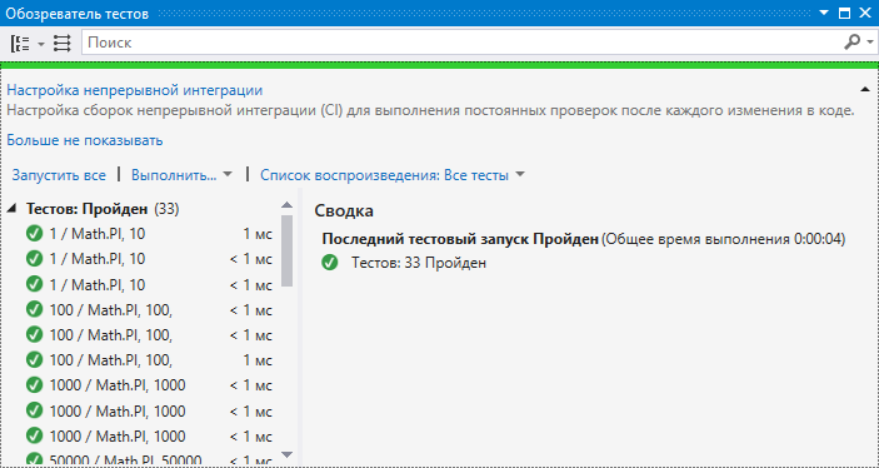 Обозреватель тестов
Поиск
Настройка непрерывной интеграции
Настройка сборок непрерывной интеграции (CI) для выполнения постоянных проверок после каждого изменения в коде.
Больше не показывать
Запустить все | Выполнить... | Список воспроизведения: Все тесты
Тестов: Пройден (33)
1 / Math.PI, 10 1 мс
1 / Math.PI, 10 < 1 мс
1 / Math.PI, 10 < 1 мс
100 / Math.PI, 100, < 1 мс
100 / Math.PI, 100, < 1 мс
100 / Math.PI, 100, 1 мс
1000 / Math.PI, 1000 < 1 мс
1000 / Math.PI, 1000 < 1 мс
1000 / Math.PI, 1000 < 1 мс
50000 / Math.PI, 50000 < 1 мс
Сводка
Последний тестовый запуск Пройден (Общее время выполнения 0:00:04)
Тестов: 33 Пройден